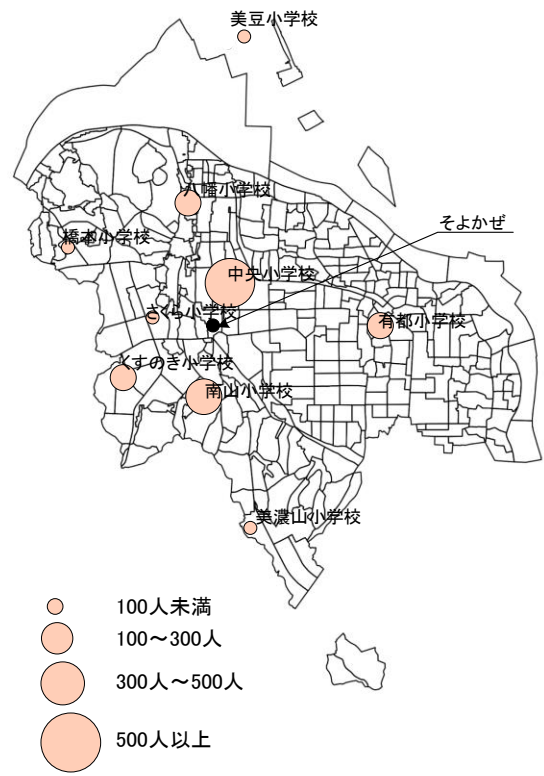 美豆小学校
八幡小学校
そよかぜ
橋本小学校
中央小学校
さくら小学校
有都小学校
くすのき小学校
南山小学校
美濃山小学校
100人未満
100～300人
300人～500人
500人以上